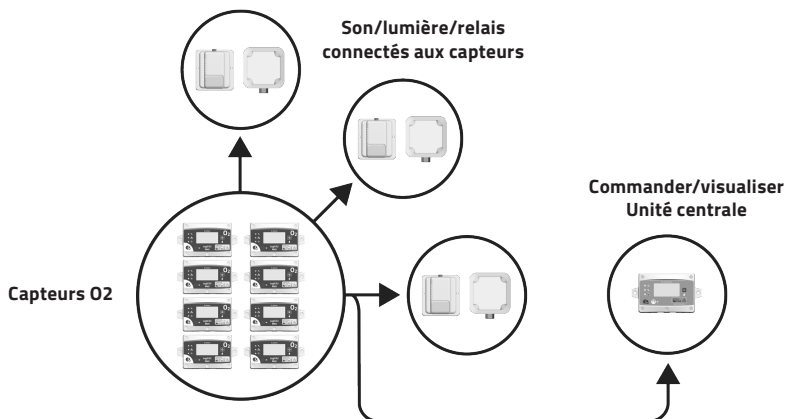 Son/lumière/relais
connectés aux capteurs
Commander/visualiser
Unité centrale
Capteurs O2